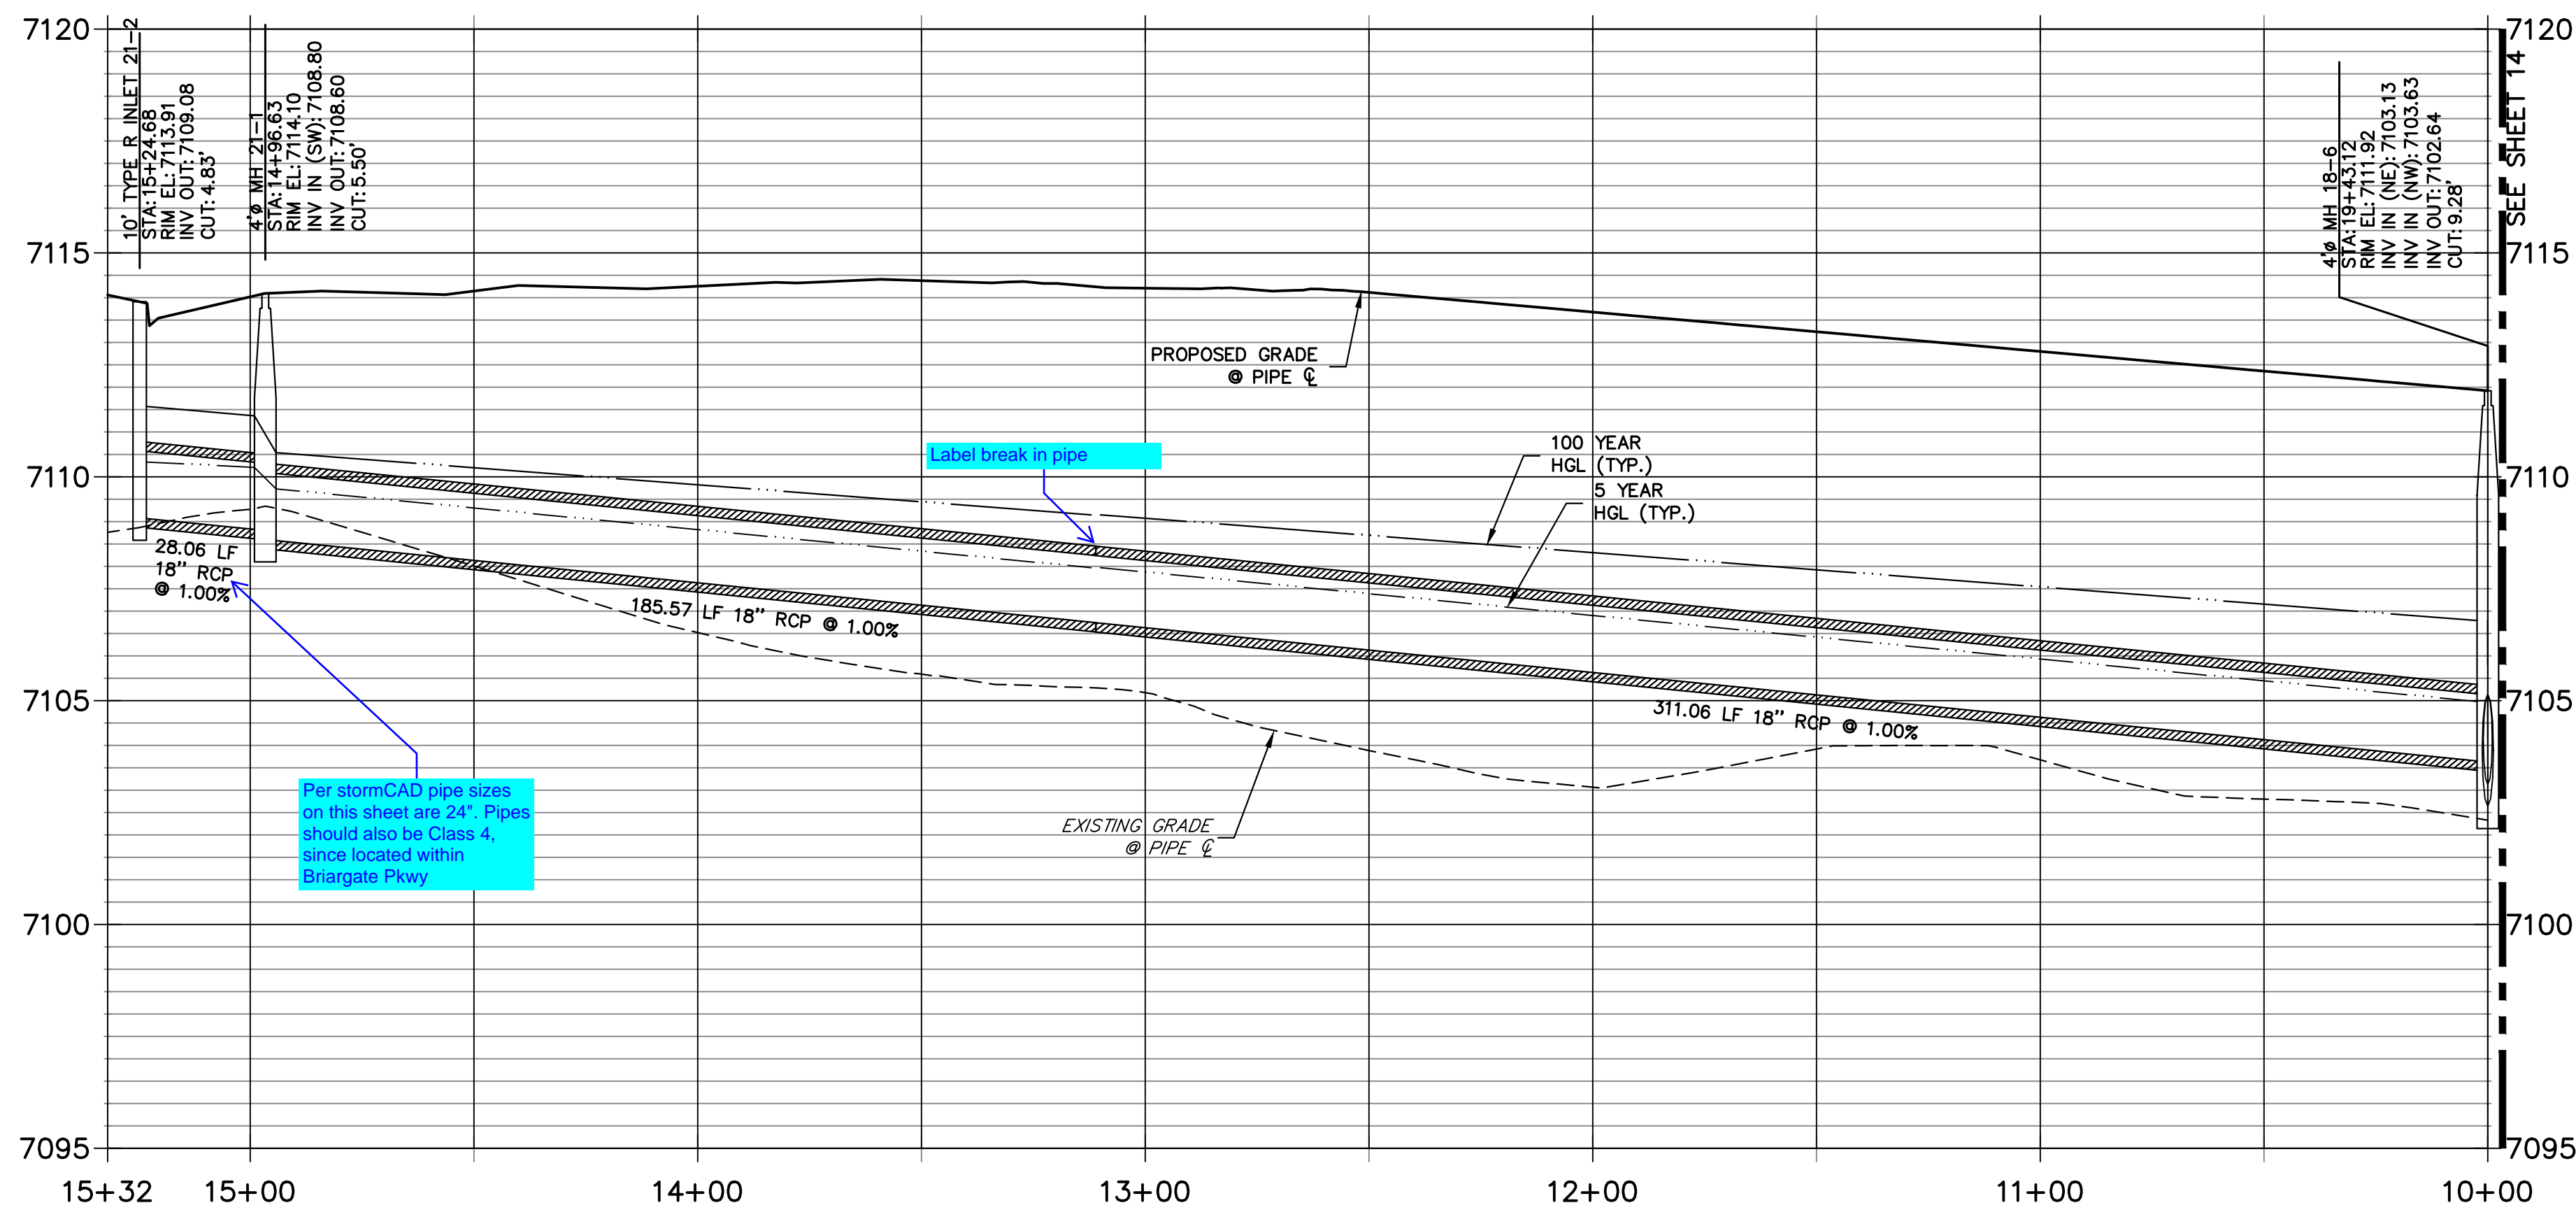 7120
7115
7110
7105
7100
7095
10' TYPE R INLET 21-2
STA:15+24.68
RIM EL:7113.91
INV OUT:7109.08
CUT:4.83'
4'ø MH 21-1
STA:14+96.63
RIM EL:7114.10
INV IN (SW):7108.80
INV OUT:7108.60
CUT:5.50'
4'ø MH 18-6
STA:19+43.12
RIM EL:7111.92
INV IN (NE):7103.13
INV IN (NW):7103.63
INV OUT:7102.64
CUT:9.28'
SEE SHEET 14
7120
7115
7110
7105
7100
7095
PROPOSED GRADE
@ PIPE ℄
Label break in pipe
100 YEAR
HGL (TYP.)
5 YEAR
HGL (TYP.)
28.06 LF
18" RCP
@ 1.00%
185.57 LF 18" RCP @ 1.00%
311.06 LF 18" RCP @ 1.00%
Per stormCAD pipe sizes
on this sheet are 24". Pipes
should also be Class 4,
since located within
Briargate Pkwy
EXISTING GRADE
@ PIPE ℄
15+32
15+00
14+00
13+00
12+00
11+00
10+00